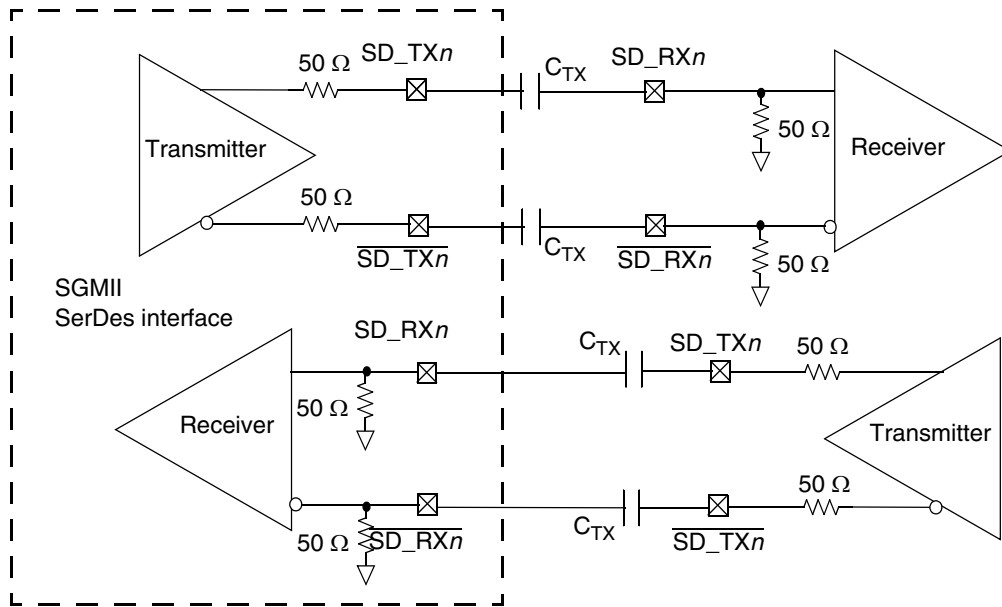 50 Ω
SD_TXn
C_TX
SD_RXn
50 Ω
Transmitter
Receiver
50 Ω
SD_TXn
C_TX
SD_RXn
50 Ω
SGMII
SerDes interface
SD_RXn
C_TX
SD_TXn
50 Ω
50 Ω
Receiver
Transmitter
50 Ω
50 Ω
SD_RXn
C_TX
SD_TXn